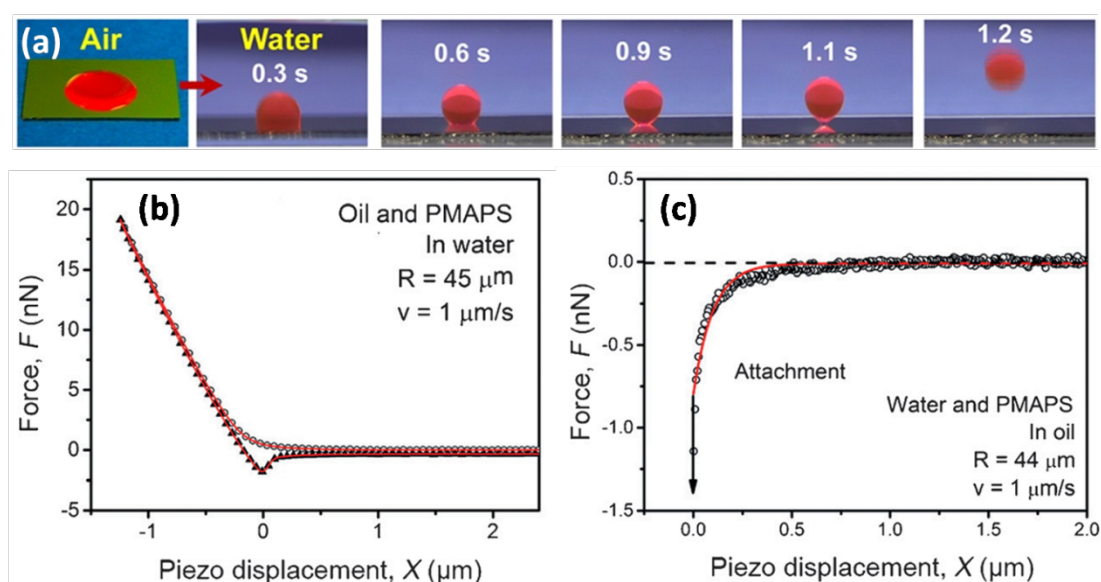 (a) Air
Water
0.3 s
0.6 s
0.9 s
1.1 s
1.2 s
(b)
Oil and PMAPS
In water
R = 45 μm
v = 1 μm/s
Force, F (nN)
20
15
10
5
0
-5
-1
0
1
2
Piezo displacement, X (μm)
(c)
Attachment
Water and PMAPS
In oil
R = 44 μm
v = 1 μm/s
Force, F (nN)
0.5
0.0
-0.5
-1.0
-1.5
0.0
0.5
1.0
1.5
2.0
Piezo displacement, X (μm)